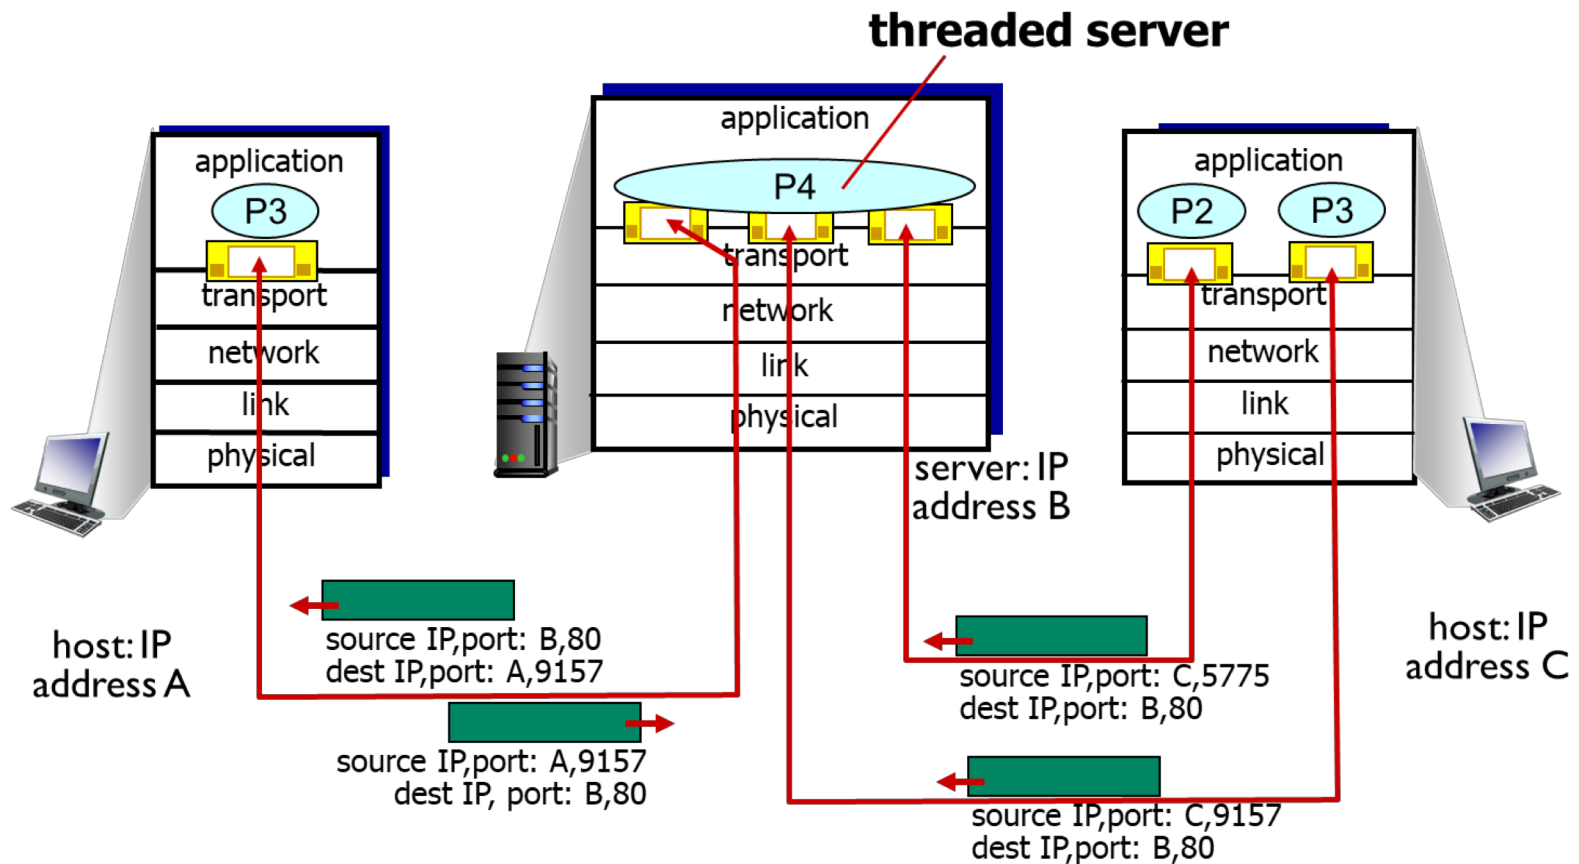 threaded server
application
P3
transport
network
link
physical
host: IP
address A
application
P4
transport
network
link
physical
server: IP
address B
application
P2
P3
transport
network
link
physical
host: IP
address C
source IP,port: B,80
dest IP,port: A,9157
source IP,port: A,9157
dest IP, port: B,80
source IP,port: C,5775
dest IP,port: B,80
source IP,port: C,9157
dest IP,port: B,80